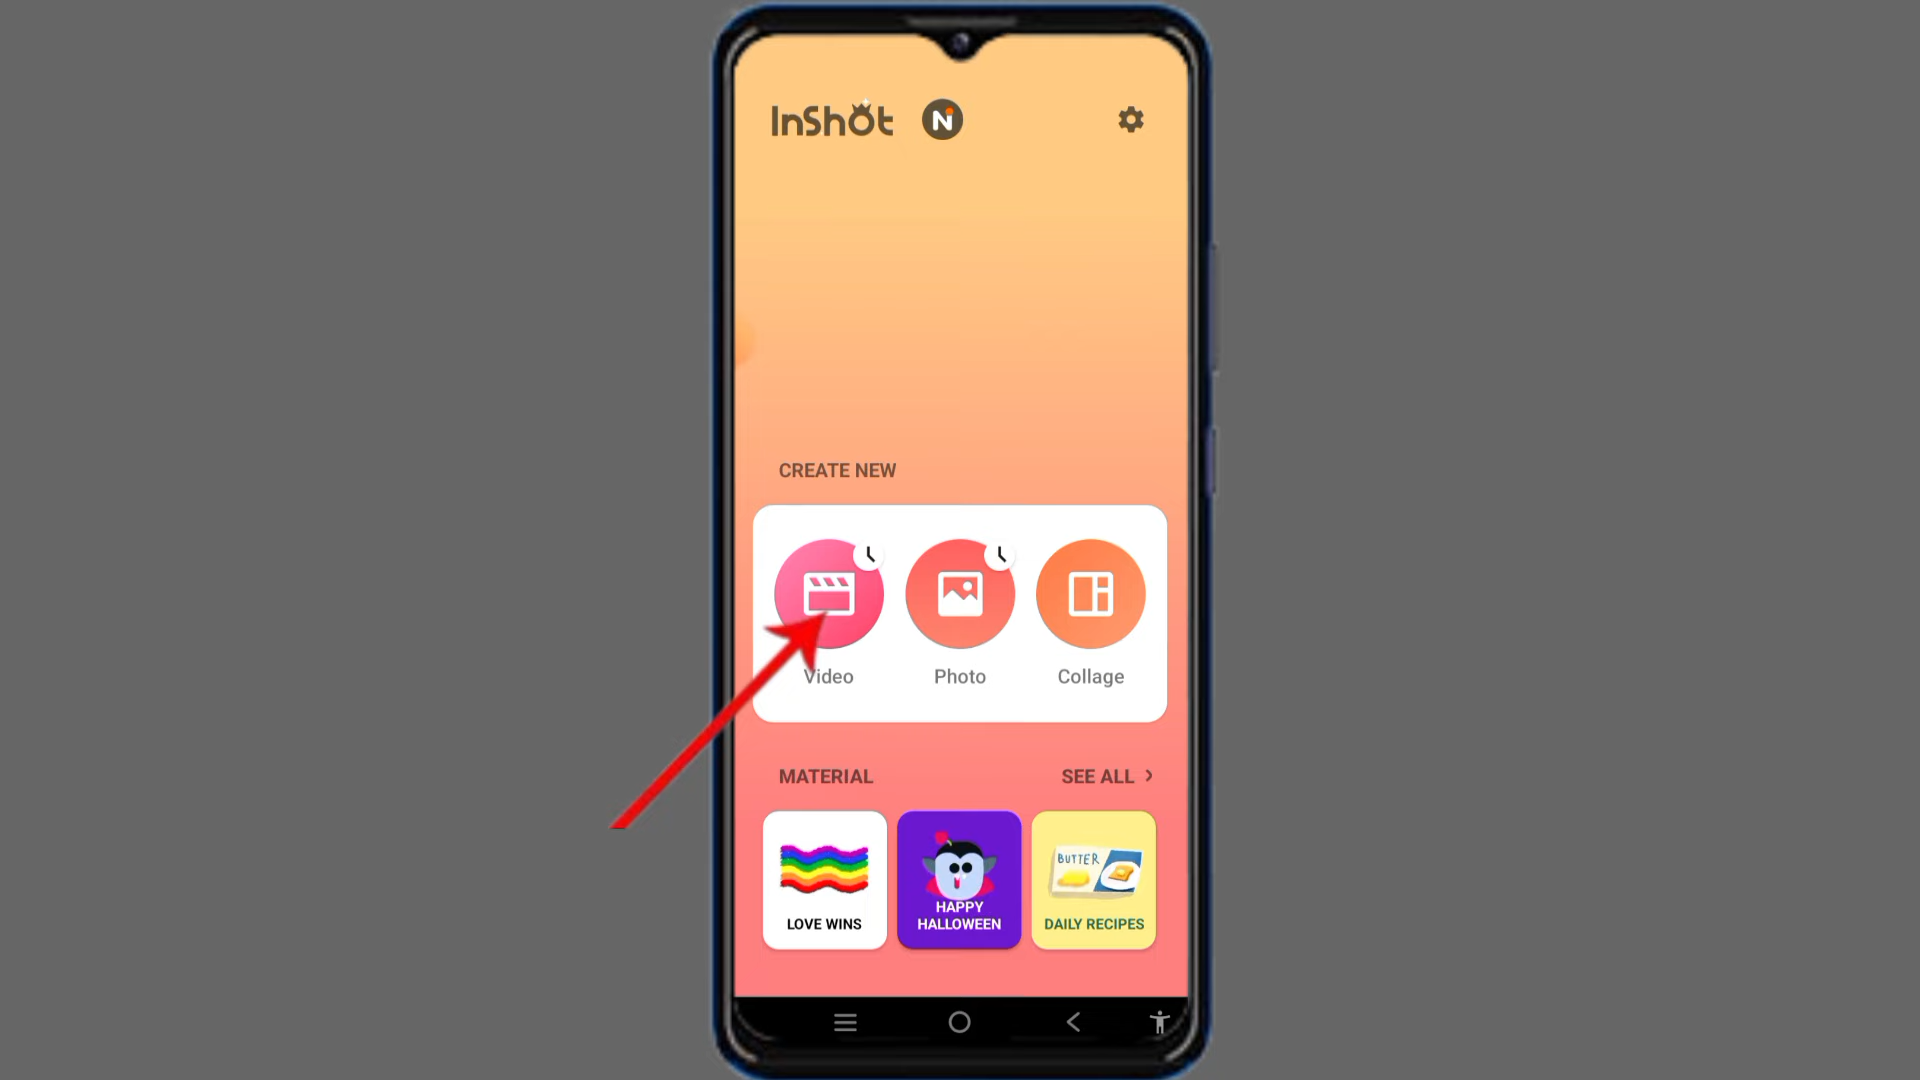 InShot N
CREATE NEW
Video Photo Collage
MATERIAL SEE ALL >
BUTTER
LOVE WINS
HAPPY
HALLOWEEN
DAILY RECIPES